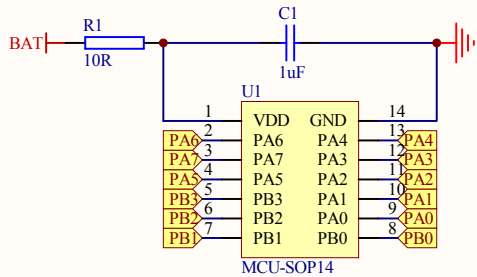 C1
R1
BAT
10R
1uF
U1
1 VDD GND 14
PA6 2 PA6 PA4 13 PA4
PA7 3 PA7 PA3 12 PA3
PA5 4 PA5 PA2 11 PA2
PB3 5 PB3 PA1 10 PA1
PB2 6 PB2 PA0 9 PA0
PB1 7 PB1 PB0 8 PB0
MCU-SOP14